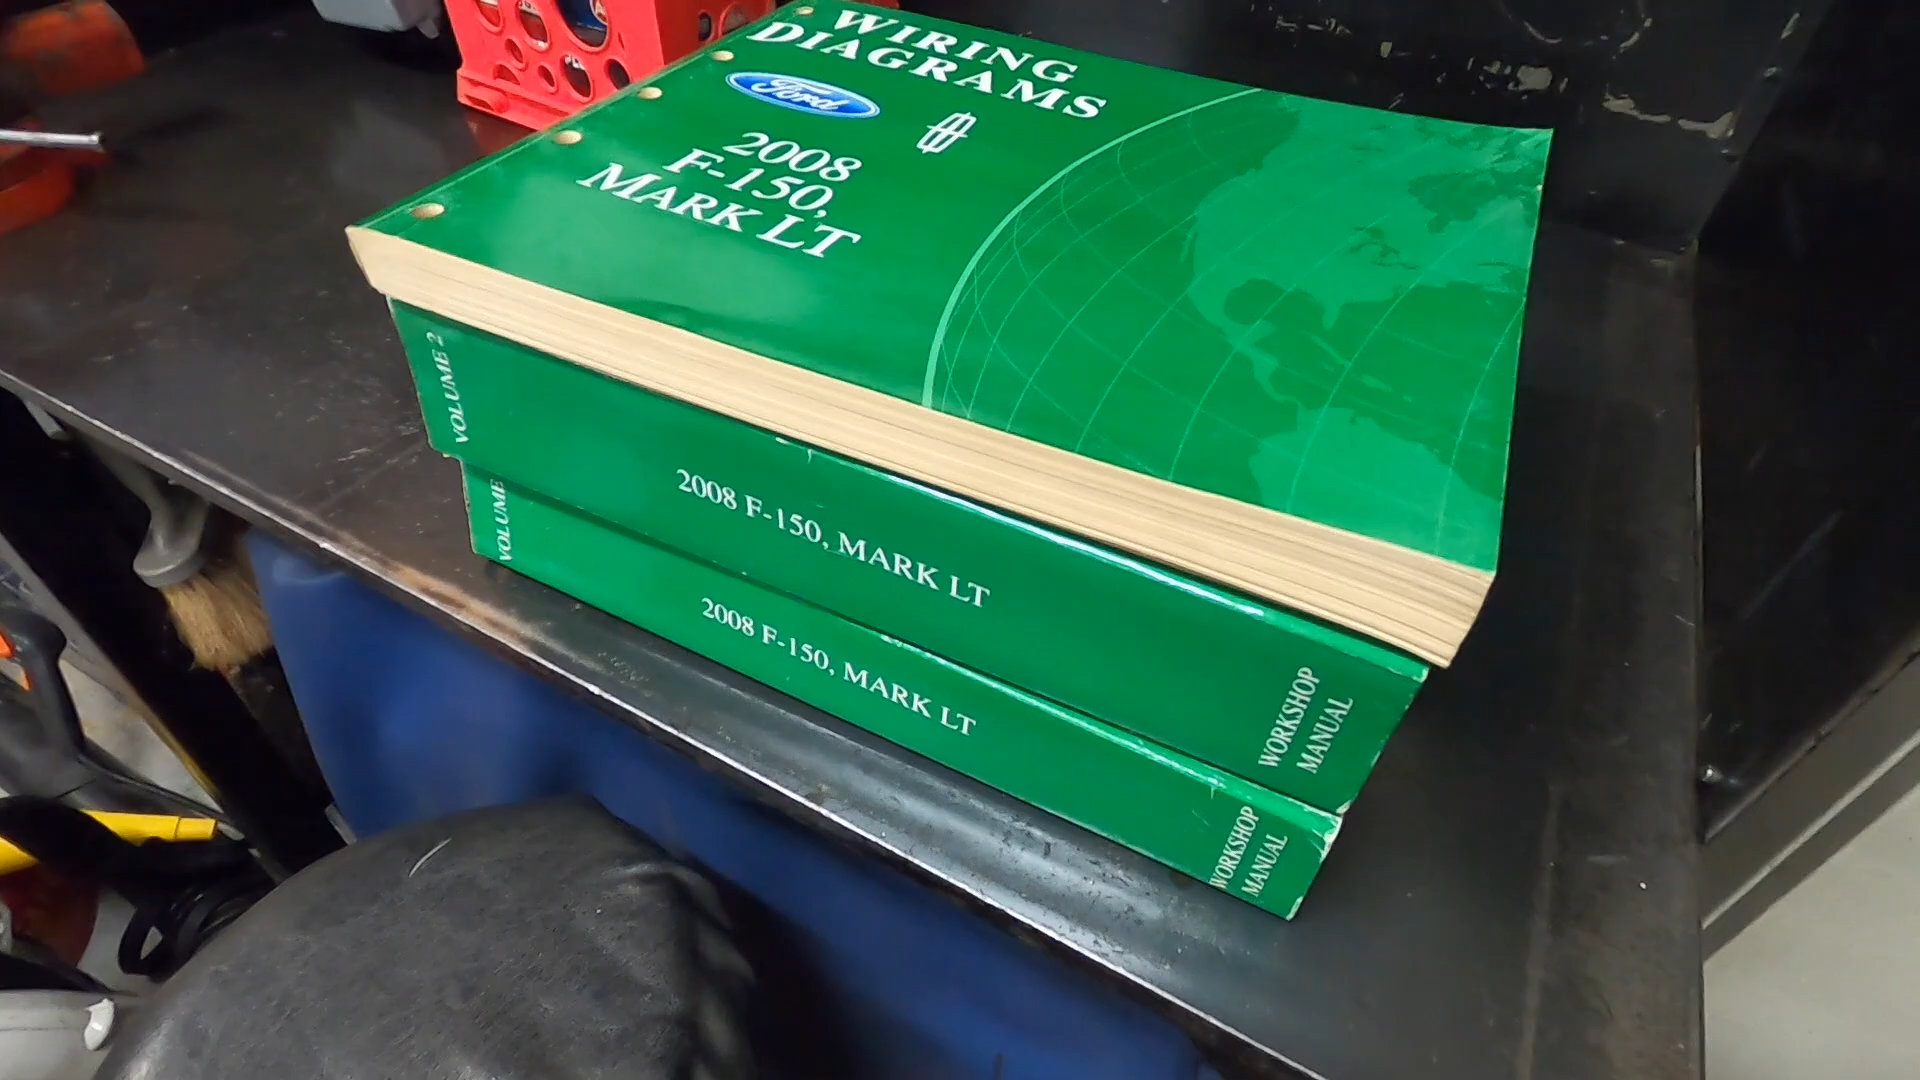 WIRING
DIAGRAMS
Ford
2008
F-150,
MARK LT
VOLUME 2
2008 F-150, MARK LT
WORKSHOP
MANUAL
VOLUME
2008 F-150, MARK LT
WORKSHOP
MANUAL